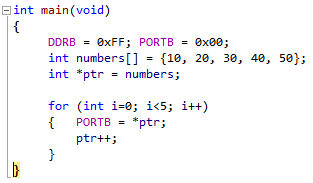 int main(void)
{
DDRB = 0xFF; PORTB = 0x00;
int numbers[] = {10, 20, 30, 40, 50};
int *ptr = numbers;
for (int i=0; i<5; i++)
{ PORTB = *ptr;
ptr++;
}
}